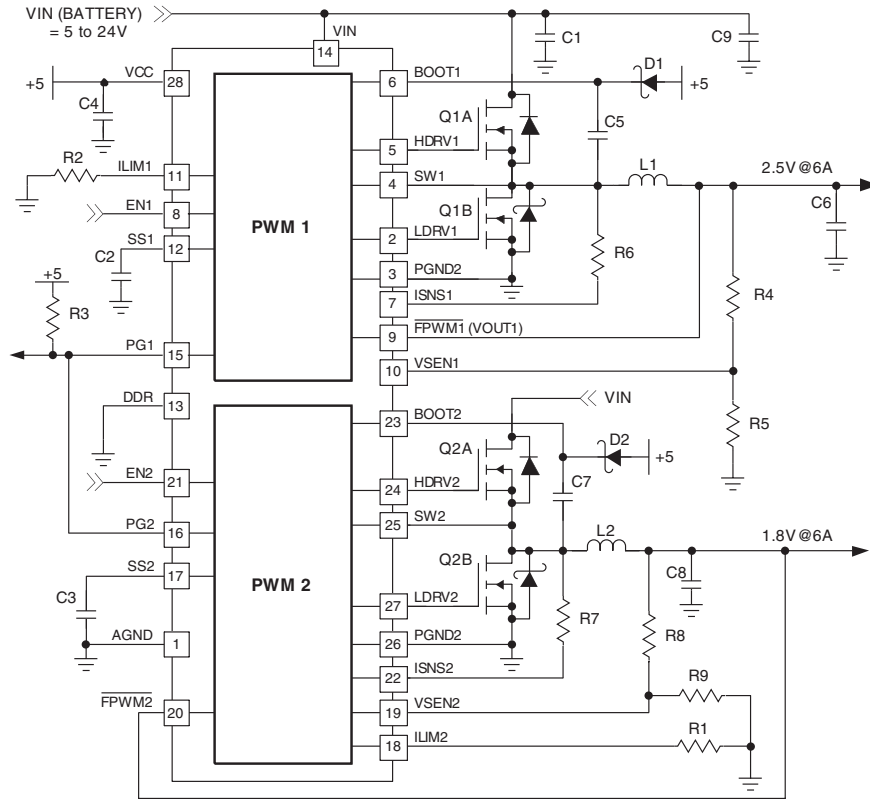 VIN (BATTERY)
= 5 to 24V
VIN
14
C1
C9
+5
VCC
28
C4
6
BOOT1
D1
+5
Q1A
C5
5
HDRV1
R2
ILIM1
11
4
SW1
L1
2.5V@6A
C6
EN1
8
PWM 1
Q1B
2
LDRV1
SS1
12
C2
R6
3
PGND2
7
ISNS1
+5
R3
R4
9
FPWM1 (VOUT1)
PG1
15
10
VSEN1
DDR
13
VIN
23
BOOT2
R5
Q2A
D2
+5
EN2
21
24
HDRV2
C7
PG2
16
25
SW2
L2
1.8V@6A
SS2
17
PWM 2
Q2B
C8
C3
27
LDRV2
R7
R8
AGND
1
26
PGND2
22
ISNS2
R9
FPWM2
20
19
VSEN2
R1
18
ILIM2